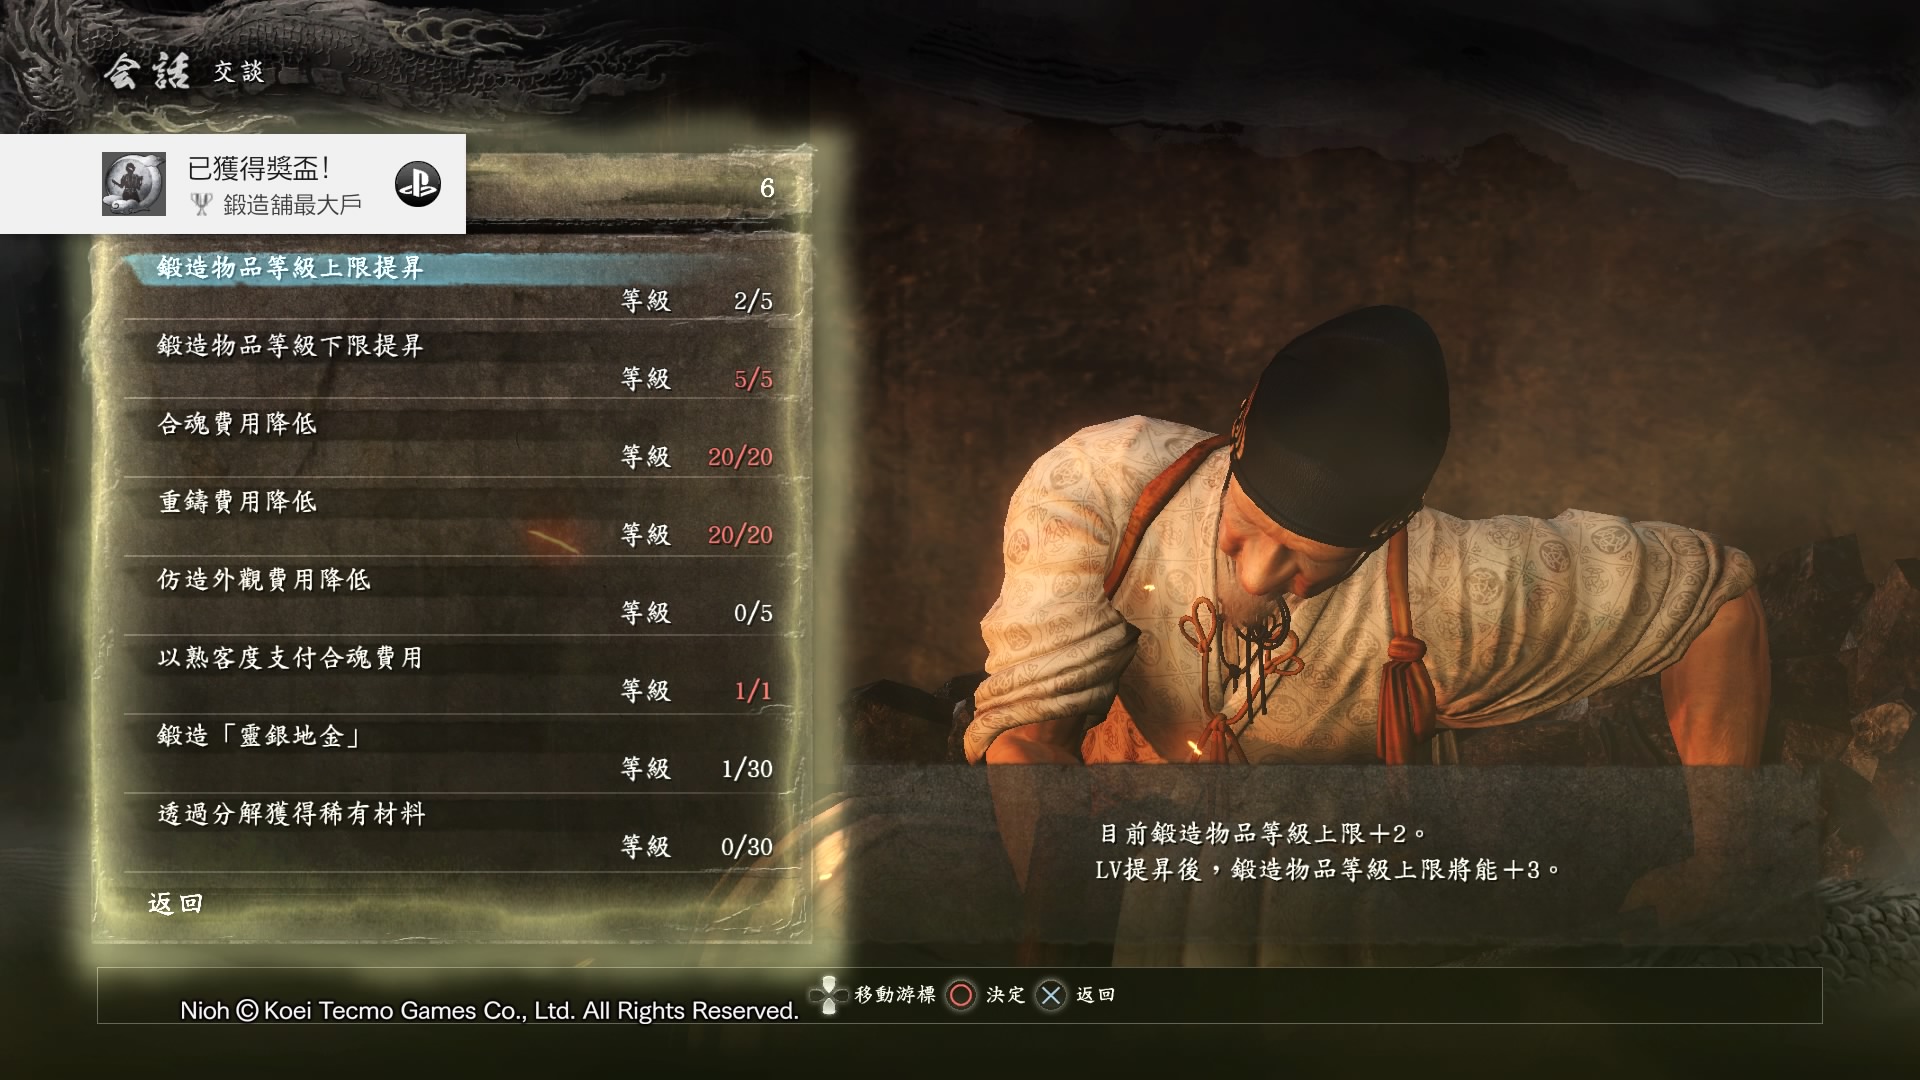 会話 交談
已獲得獎盃!
鍛造舖最大戶
6
鍛造物品等級上限提昇
等級 2/5
鍛造物品等級下限提昇
等級 5/5
合魂費用降低
等級 20/20
重鑄費用降低
等級 20/20
仿造外觀費用降低
等級 0/5
以熟客度支付合魂費用
等級 1/1
鍛造「靈銀地金」
等級 1/30
透過分解獲得稀有材料
等級 0/30
返回
目前鍛造物品等級上限+2。
LV提昇後，鍛造物品等級上限將能+3。
移動游標 決定 返回
Nioh © Koei Tecmo Games Co., Ltd. All Rights Reserved.